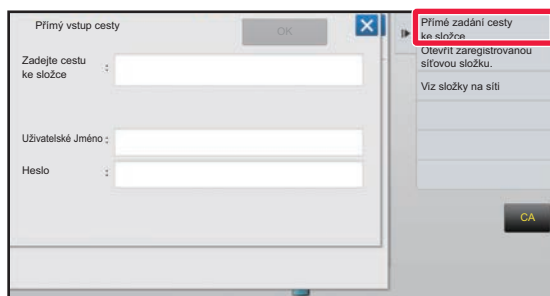 Přímý vstup cesty
OK
Zadejte cestu
ke složce :
Uživatelské Jméno :
Heslo :
Přímé zadání cesty
ke složce
Otevřít zaregistrovanou
síťovou složku.
Viz složky na síti
CA